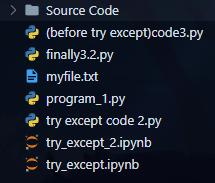 Source Code
(before try except)code3.py
finally3.2.py
myfile.txt
program_1.py
try except code 2.py
try_except_2.ipynb
try_except.ipynb